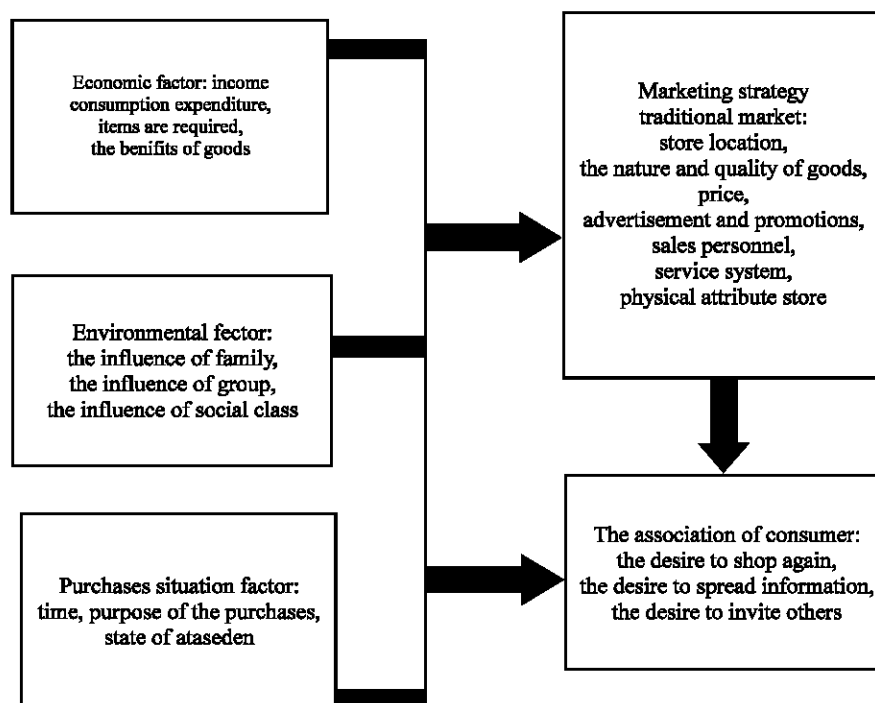 Economic factor: income
consumption expenditure,
items are required,
the benifits of goods
Environmental fector:
the influence of family,
the influence of group,
the influence of social class
Purchases situation factor:
time, purpose of the purchases,
state of ataseden
Marketing strategy
traditional market:
store location,
the nature and quality of goods,
price,
advertisement and promotions,
sales personnel,
service system,
physical attribute store
The association of consumer:
the desire to shop again,
the desire to spread information,
the desire to invite others